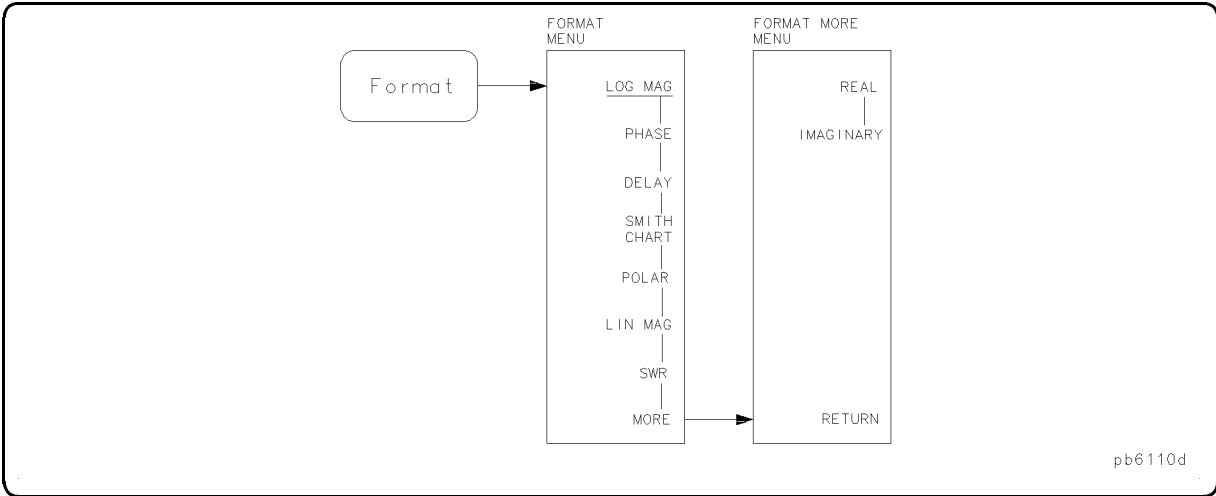 Format
FORMAT
MENU
LOG MAG
PHASE
DELAY
SMITH
CHART
POLAR
LIN MAG
SWR
MORE
FORMAT MORE
MENU
REAL
IMAGINARY
RETURN
pb6110d